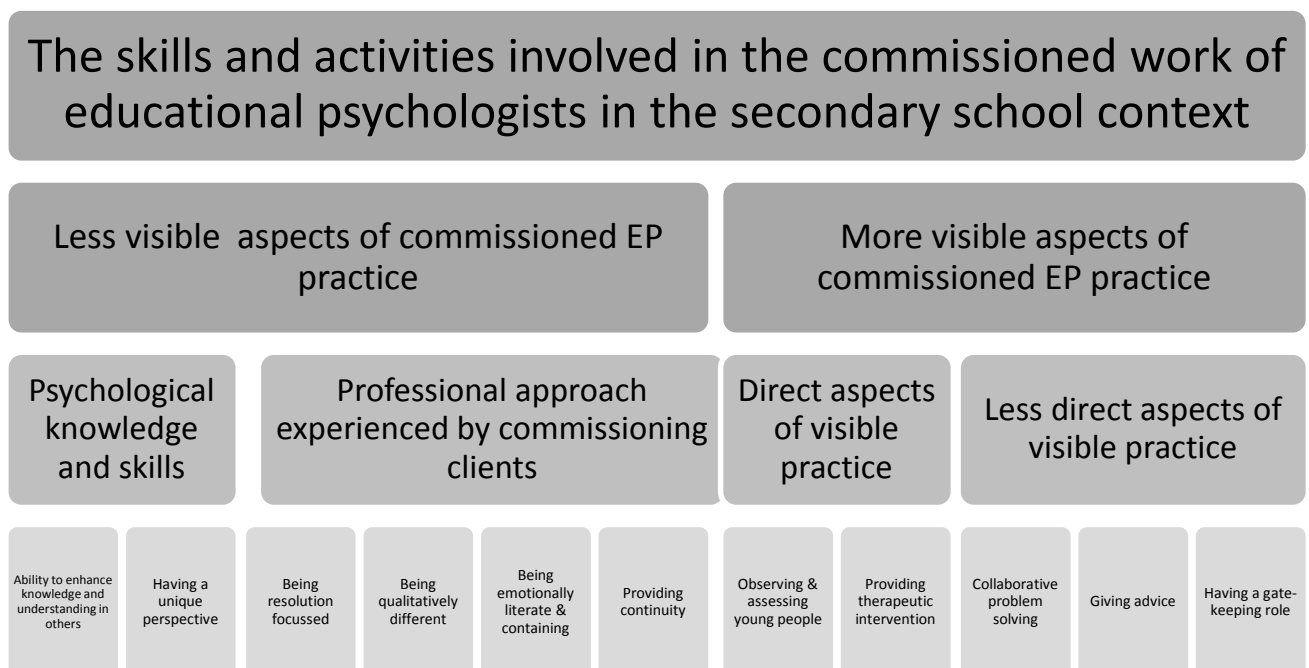 The skills and activities involved in the commissioned work of
educational psychologists in the secondary school context
Less visible  aspects of commissioned EP
practice
More visible aspects of
commissioned EP practice
Psychological
knowledge
and skills
Professional approach
experienced by commissioning
clients
Direct aspects
of visible
practice
Less direct aspects of
visible practice
Ability to enhance
knowledge and
understanding in
others
Having a
unique
perspective
Being
resolution
focussed
Being
qualitatively
different
Being
emotionally
literate &
containing
Providing
continuity
Observing &
assessing
young people
Providing
therapeutic
intervention
Collaborative
problem
solving
Giving advice
Having a gate-
keeping role